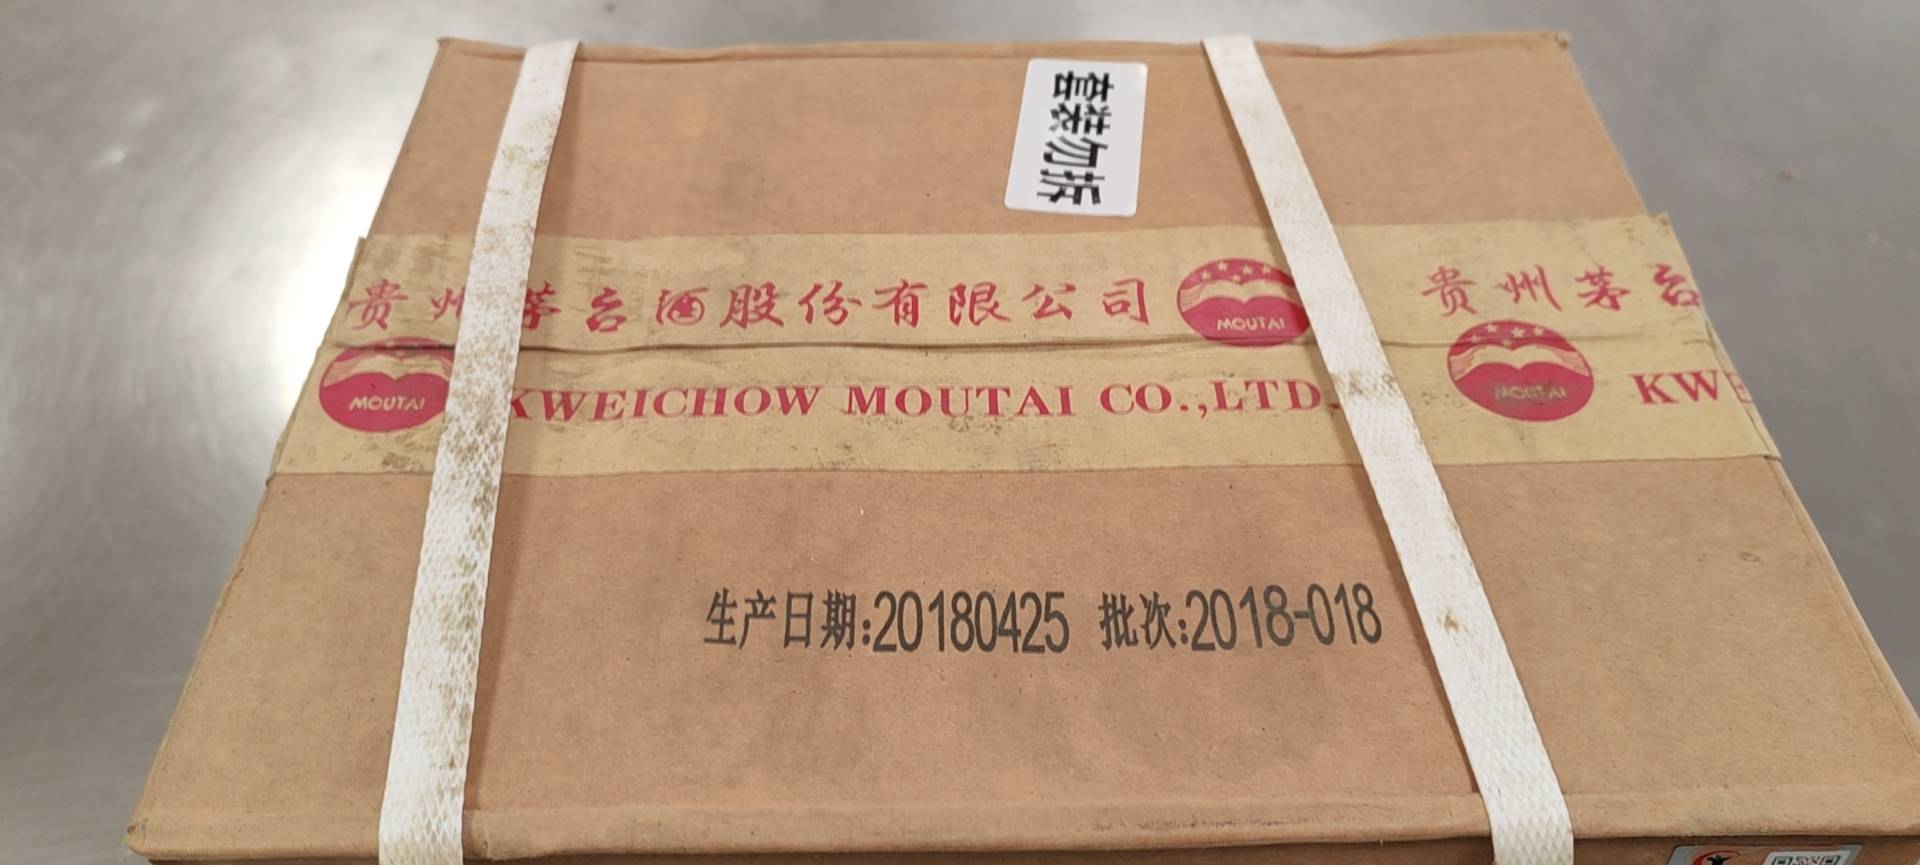 套装勿拆
贵州茅台酒股份有限公司
MOUTAI
贵州茅台
MOUTAI
KWEICHOW MOUTAI CO.,LTD.
MOUTAI
KWE
生产日期:20180425 批次:2018-018